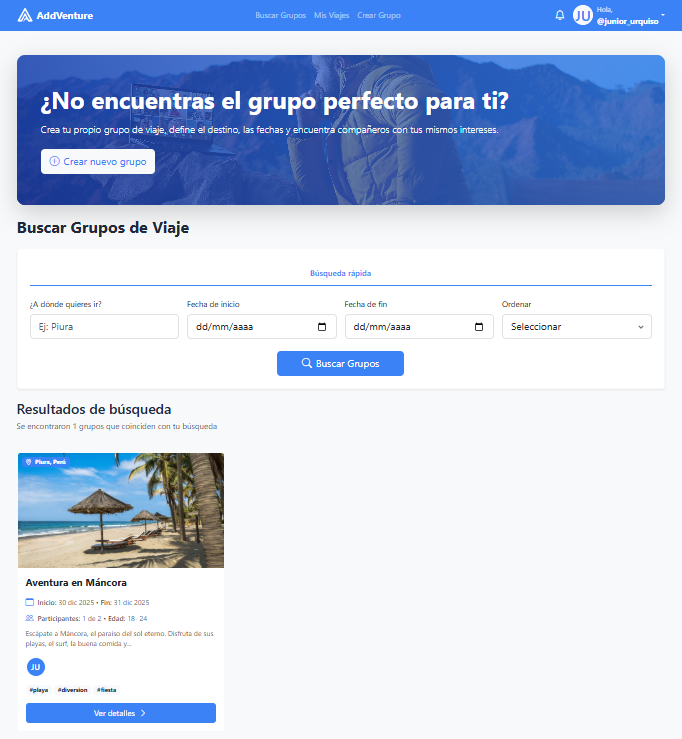 AddVenture
Buscar Grupos Mis Viajes Crear Grupo
Hola,
@junior_urquiso
JU
¿No encuentras el grupo perfecto para ti?
Crea tu propio grupo de viaje, define el destino, las fechas y encuentra compañeros con tus mismos intereses.
Crear nuevo grupo
Buscar Grupos de Viaje
Búsqueda rápida
¿A dónde quieres ir? Fecha de inicio Fecha de fin Ordenar
Ej: Piura dd/mm/aaaa dd/mm/aaaa Seleccionar
Buscar Grupos
Resultados de búsqueda
Se encontraron 1 grupos que coinciden con tu búsqueda
Piura, Perú
Aventura en Máncora
Inicio: 30 dic 2025 • Fin: 31 dic 2025
Participantes: 1 de 2 • Edad: 18- 24
Escápate a Máncora, el paraíso del sol eterno. Disfruta de sus
playas, el surf, la buena comida y...
JU
#playa #diversion #fiesta
Ver detalles